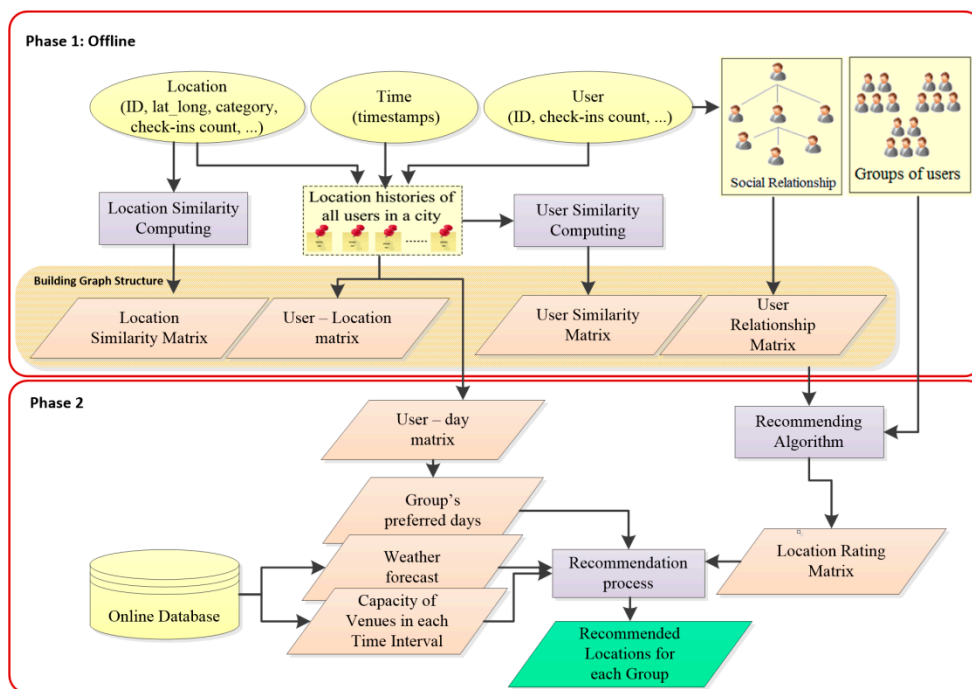 Phase 1: Offline
Location
(ID, lat_long, category,
check-ins count, ...)
Time
(timestamps)
User
(ID, check-ins count, ...)
Social Relationship
Groups of users
Location Similarity
Computing
Location histories of
all users in a city
User Similarity
Computing
Building Graph Structure
Location
Similarity Matrix
User – Location
matrix
User Similarity
Matrix
User
Relationship
Matrix
Phase 2
User – day
matrix
Recommending
Algorithm
Group's
preferred days
Weather
forecast
Recommendation
process
Location Rating
Matrix
Online Database
Capacity of
Venues in each
Time Interval
Recommended
Locations for
each Group